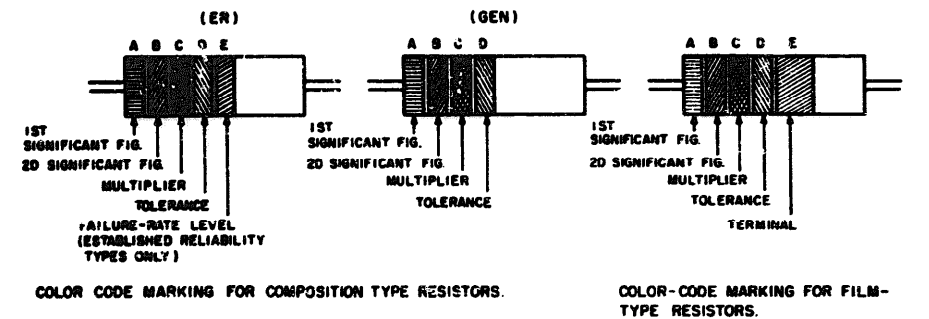 (ER)
A B C D E
1ST
SIGNIFICANT FIG.
2D SIGNIFICANT FIG.
MULTIPLIER
TOLERANCE
FAILURE-RATE LEVEL
(ESTABLISHED RELIABILITY
TYPES ONLY)
(GEN)
A B C D
1ST
SIGNIFICANT FIG.
2D SIGNIFICANT FIG.
MULTIPLIER
TOLERANCE
A B C D E
1ST
SIGNIFICANT FIG.
2D SIGNIFICANT FIG.
MULTIPLIER
TOLERANCE
TERMINAL
COLOR CODE MARKING FOR COMPOSITION TYPE RESISTORS.
COLOR-CODE MARKING FOR FILM-
TYPE RESISTORS.